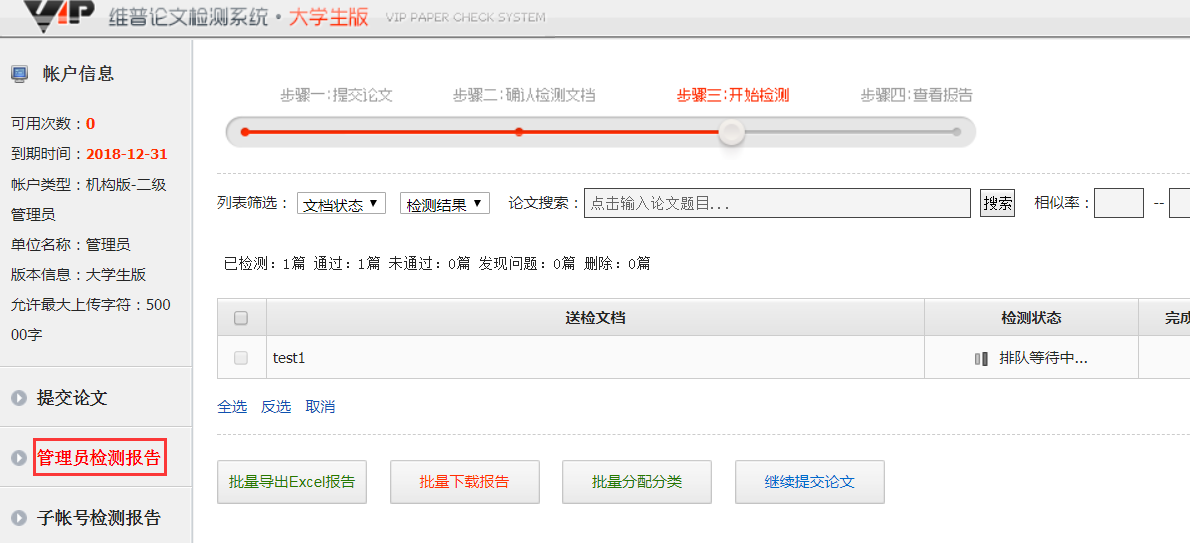 VIP 维普论文检测系统·大学生版 VIP PAPER CHECK SYSTEM
帐户信息
可用次数：0
到期时间：2018-12-31
帐户类型：机构版-二级
管理员
单位名称：管理员
版本信息：大学生版
允许最大上传字符：500
00字
提交论文
管理员检测报告
子帐号检测报告
步骤一:提交论文 步骤二:确认检测文档 步骤三:开始检测 步骤四:查看报告
列表筛选： 文档状态▼ 检测结果▼ 论文搜索： 点击输入论文题目... 搜索 相似率： --
已检测：1篇 通过：1篇 未通过：0篇 发现问题：0篇 删除：0篇
送检文档 检测状态 完成
test1 排队等待中...
全选 反选 取消
批量导出Excel报告 批量下载报告 批量分配分类 继续提交论文